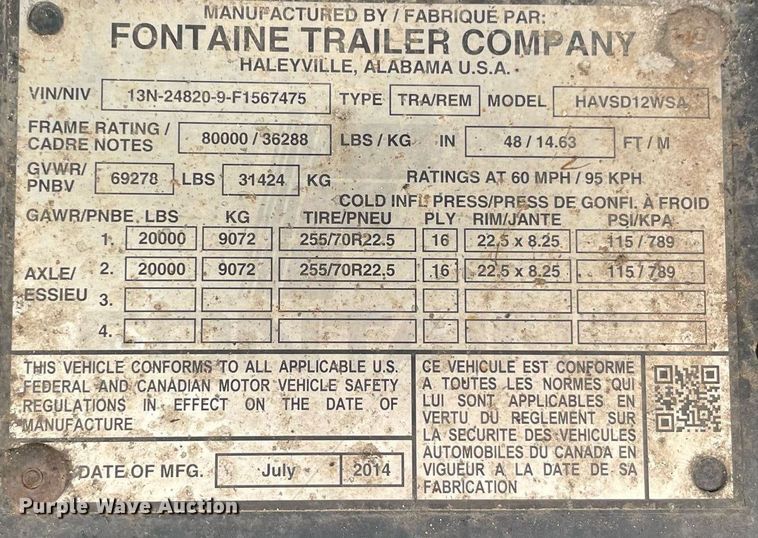 MANUFACTURED BY / FABRIQUÉ PAR:
FONTAINE TRAILER COMPANY
HALEYVILLE, ALABAMA U.S.A.
VIN/NIV 13N-24820-9-F1567475 TYPE TRA/REM MODEL HAVSD12WSA
FRAME RATING / CADRE NOTES 80000 / 36288 LBS / KG IN 48 / 14.63 FT / M
GVWR/ PNBV 69278 LBS 31424 KG RATINGS AT 60 MPH / 95 KPH
COLD INFL PRESS/PRESS DE GONFl. À FROID
GAWR/PNBE LBS KG TIRE/PNEU PLY RIM/JANTE PSI/KPA
1. 20000 9072 255/70R22.5 16 22.5 x 8.25 115 / 789
AXLE/ ESSIEU
2. 20000 9072 255/70R22.5 16 22.5 x 8.25 115 / 789
3.
4.
THIS VEHICLE CONFORMS TO ALL APPLICABLE U.S.
FEDERAL AND CANADIAN MOTOR VEHICLE SAFETY
REGULATIONS IN EFFECT ON THE DATE OF
MANUFACTURE
DATE OF MFG. July 2014
CE VEHICULE EST CONFORME
A TOUTES LES NORMES QUI
LUI SONT APPLICABLES EN
VERTU DU REGLEMENT SUR
LA SECURITE DES VEHICULES
AUTOMOBILES DU CANADA EN
VIGUEUR A LA DATE DE SA
FABRICATION
Purple Wave Auction